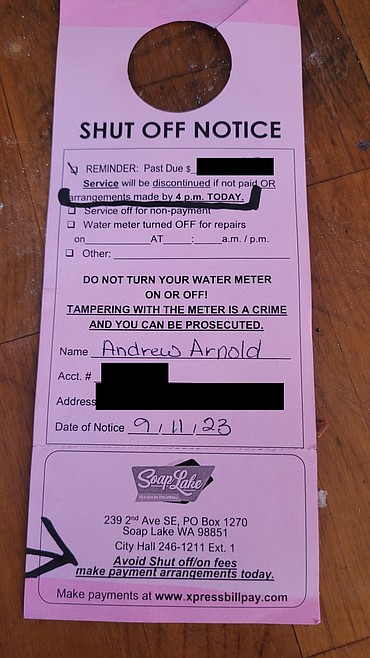 SHUT OFF NOTICE
REMINDER: Past Due $
Service will be discontinued if not paid OR
arrangements made by 4 p.m. TODAY.
❑ Service off for non-payment
❑ Water meter turned OFF for repairs
on________AT____:____a.m. / p.m.
❑ Other:
DO NOT TURN YOUR WATER METER
ON OR OFF!
TAMPERING WITH THE METER IS A CRIME
AND YOU CAN BE PROSECUTED.
Name Andrew Arnold
Acct. #
Address
Date of Notice 9/11/23
Soap Lake
239 2nd Ave SE, PO Box 1270
Soap Lake WA 98851
City Hall 246-1211 Ext. 1
Avoid Shut off/on fees
make payment arrangements today.
Make payments at www.xpressbillpay.com